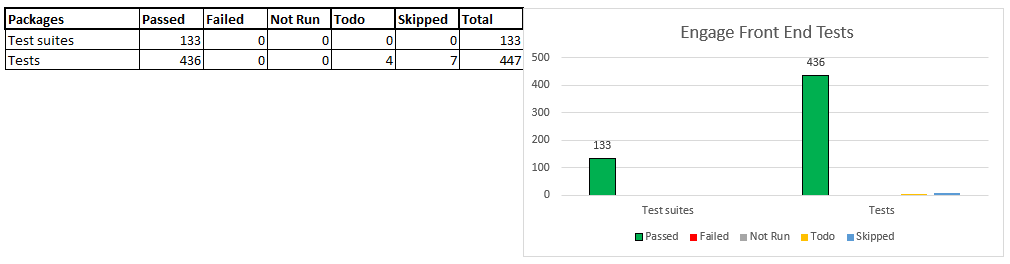 Packages Passed Failed Not Run Todo Skipped Total
Test suites 133 0 0 0 0 133
Tests 436 0 0 4 7 447
Engage Front End Tests
500
400
300
200
100
0
133
436
Test suites Tests
Passed Failed Not Run Todo Skipped